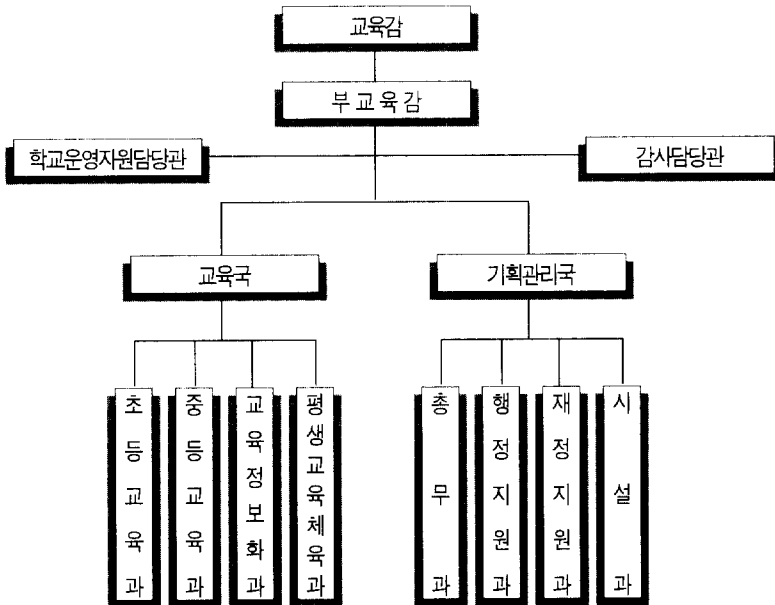 교육감
부교육감
학교운영자원담당관
감사담당관
교육국
기획관리국
초등교육과
중등교육과
교육정보화과
평생교육체육과
총무과
행정지원과
재정지원과
시설과